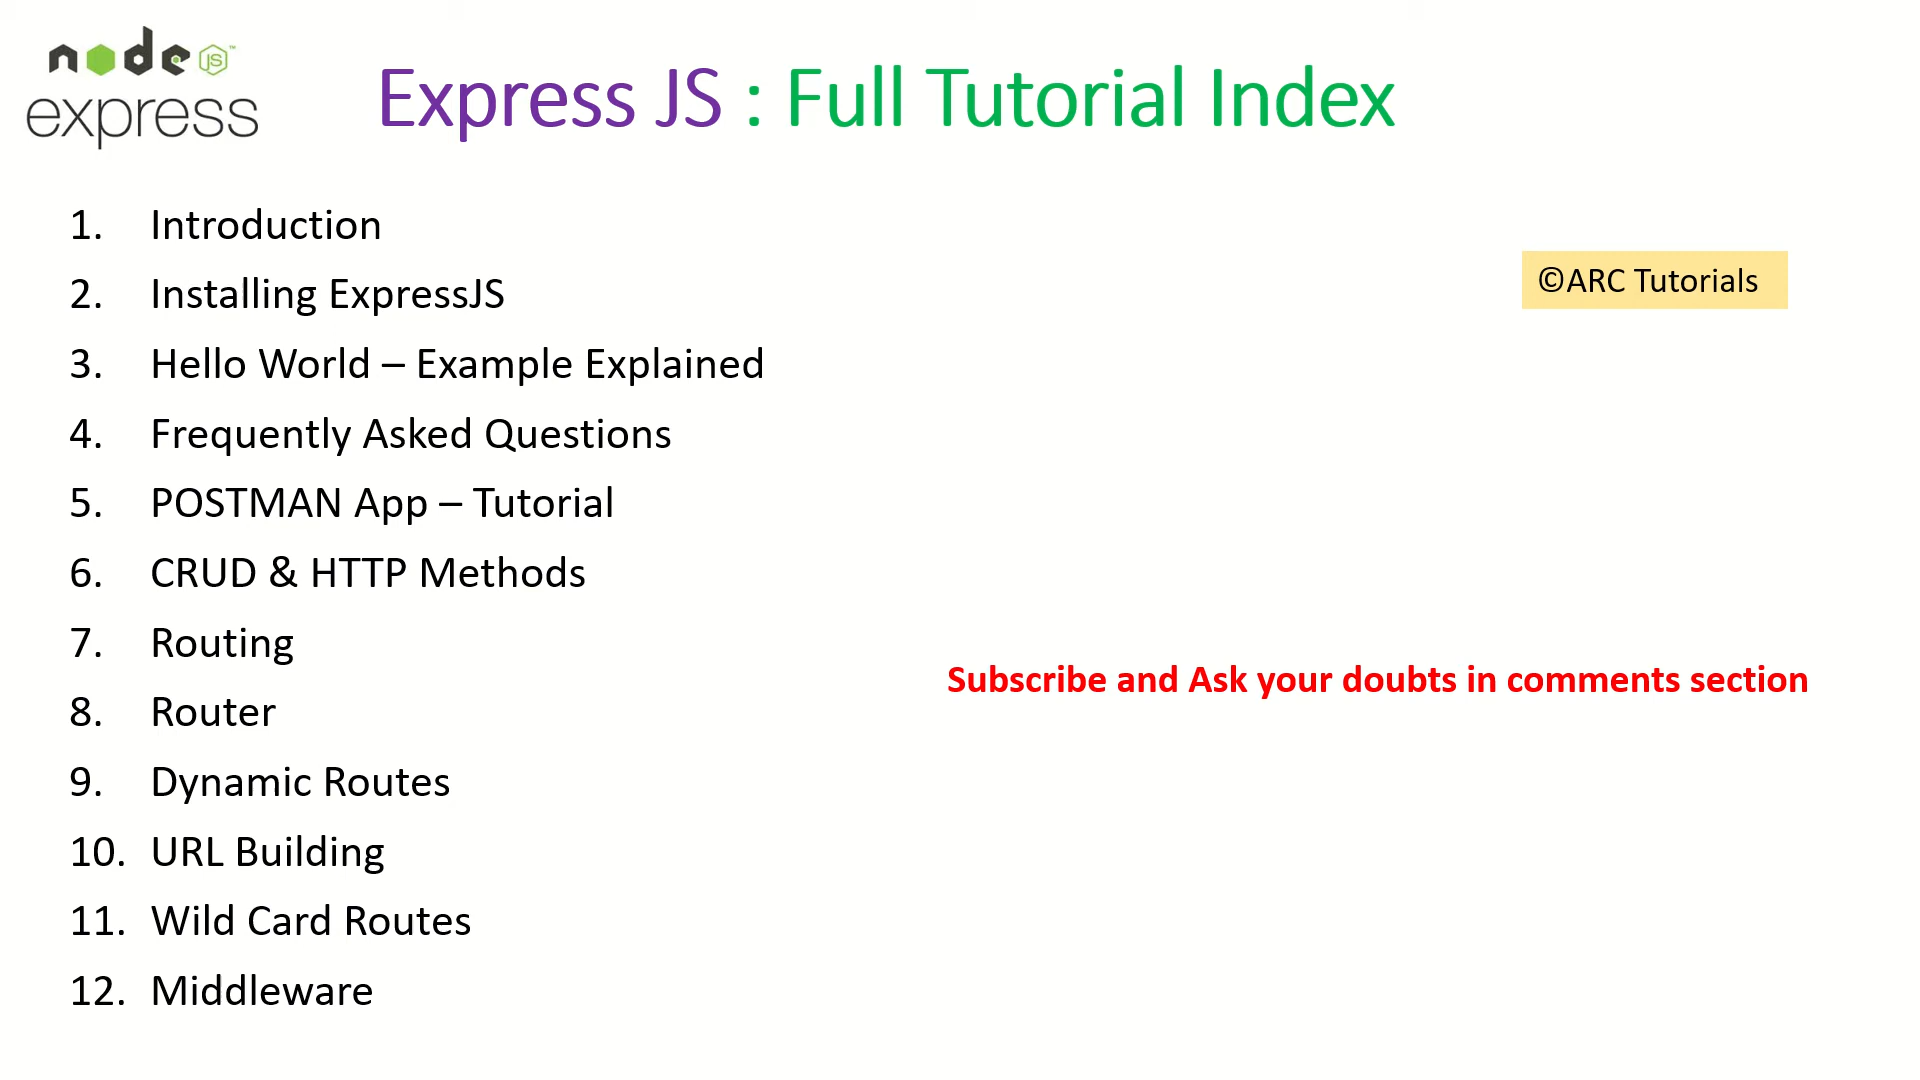 node JS ™
express
Express JS : Full Tutorial Index
1. Introduction
2. Installing ExpressJS
3. Hello World – Example Explained
4. Frequently Asked Questions
5. POSTMAN App – Tutorial
6. CRUD & HTTP Methods
7. Routing
8. Router
9. Dynamic Routes
10. URL Building
11. Wild Card Routes
12. Middleware
©ARC Tutorials
Subscribe and Ask your doubts in comments section